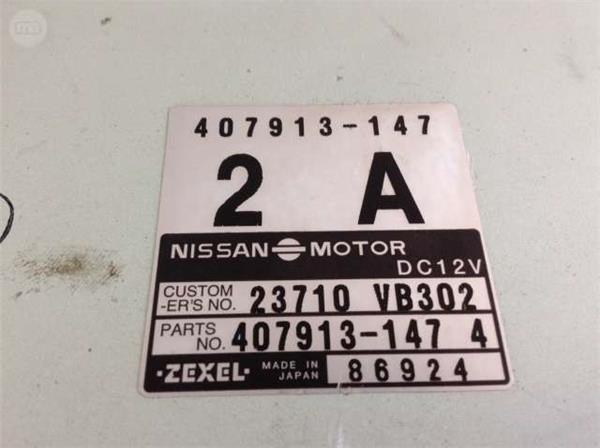 407913-147
2 A
NISSAN MOTOR
DC12V
CUSTOM
-ER'S NO. 23710 VB302
PARTS
NO. 407913-147 4
·ZEXEL· MADE IN
JAPAN 86924